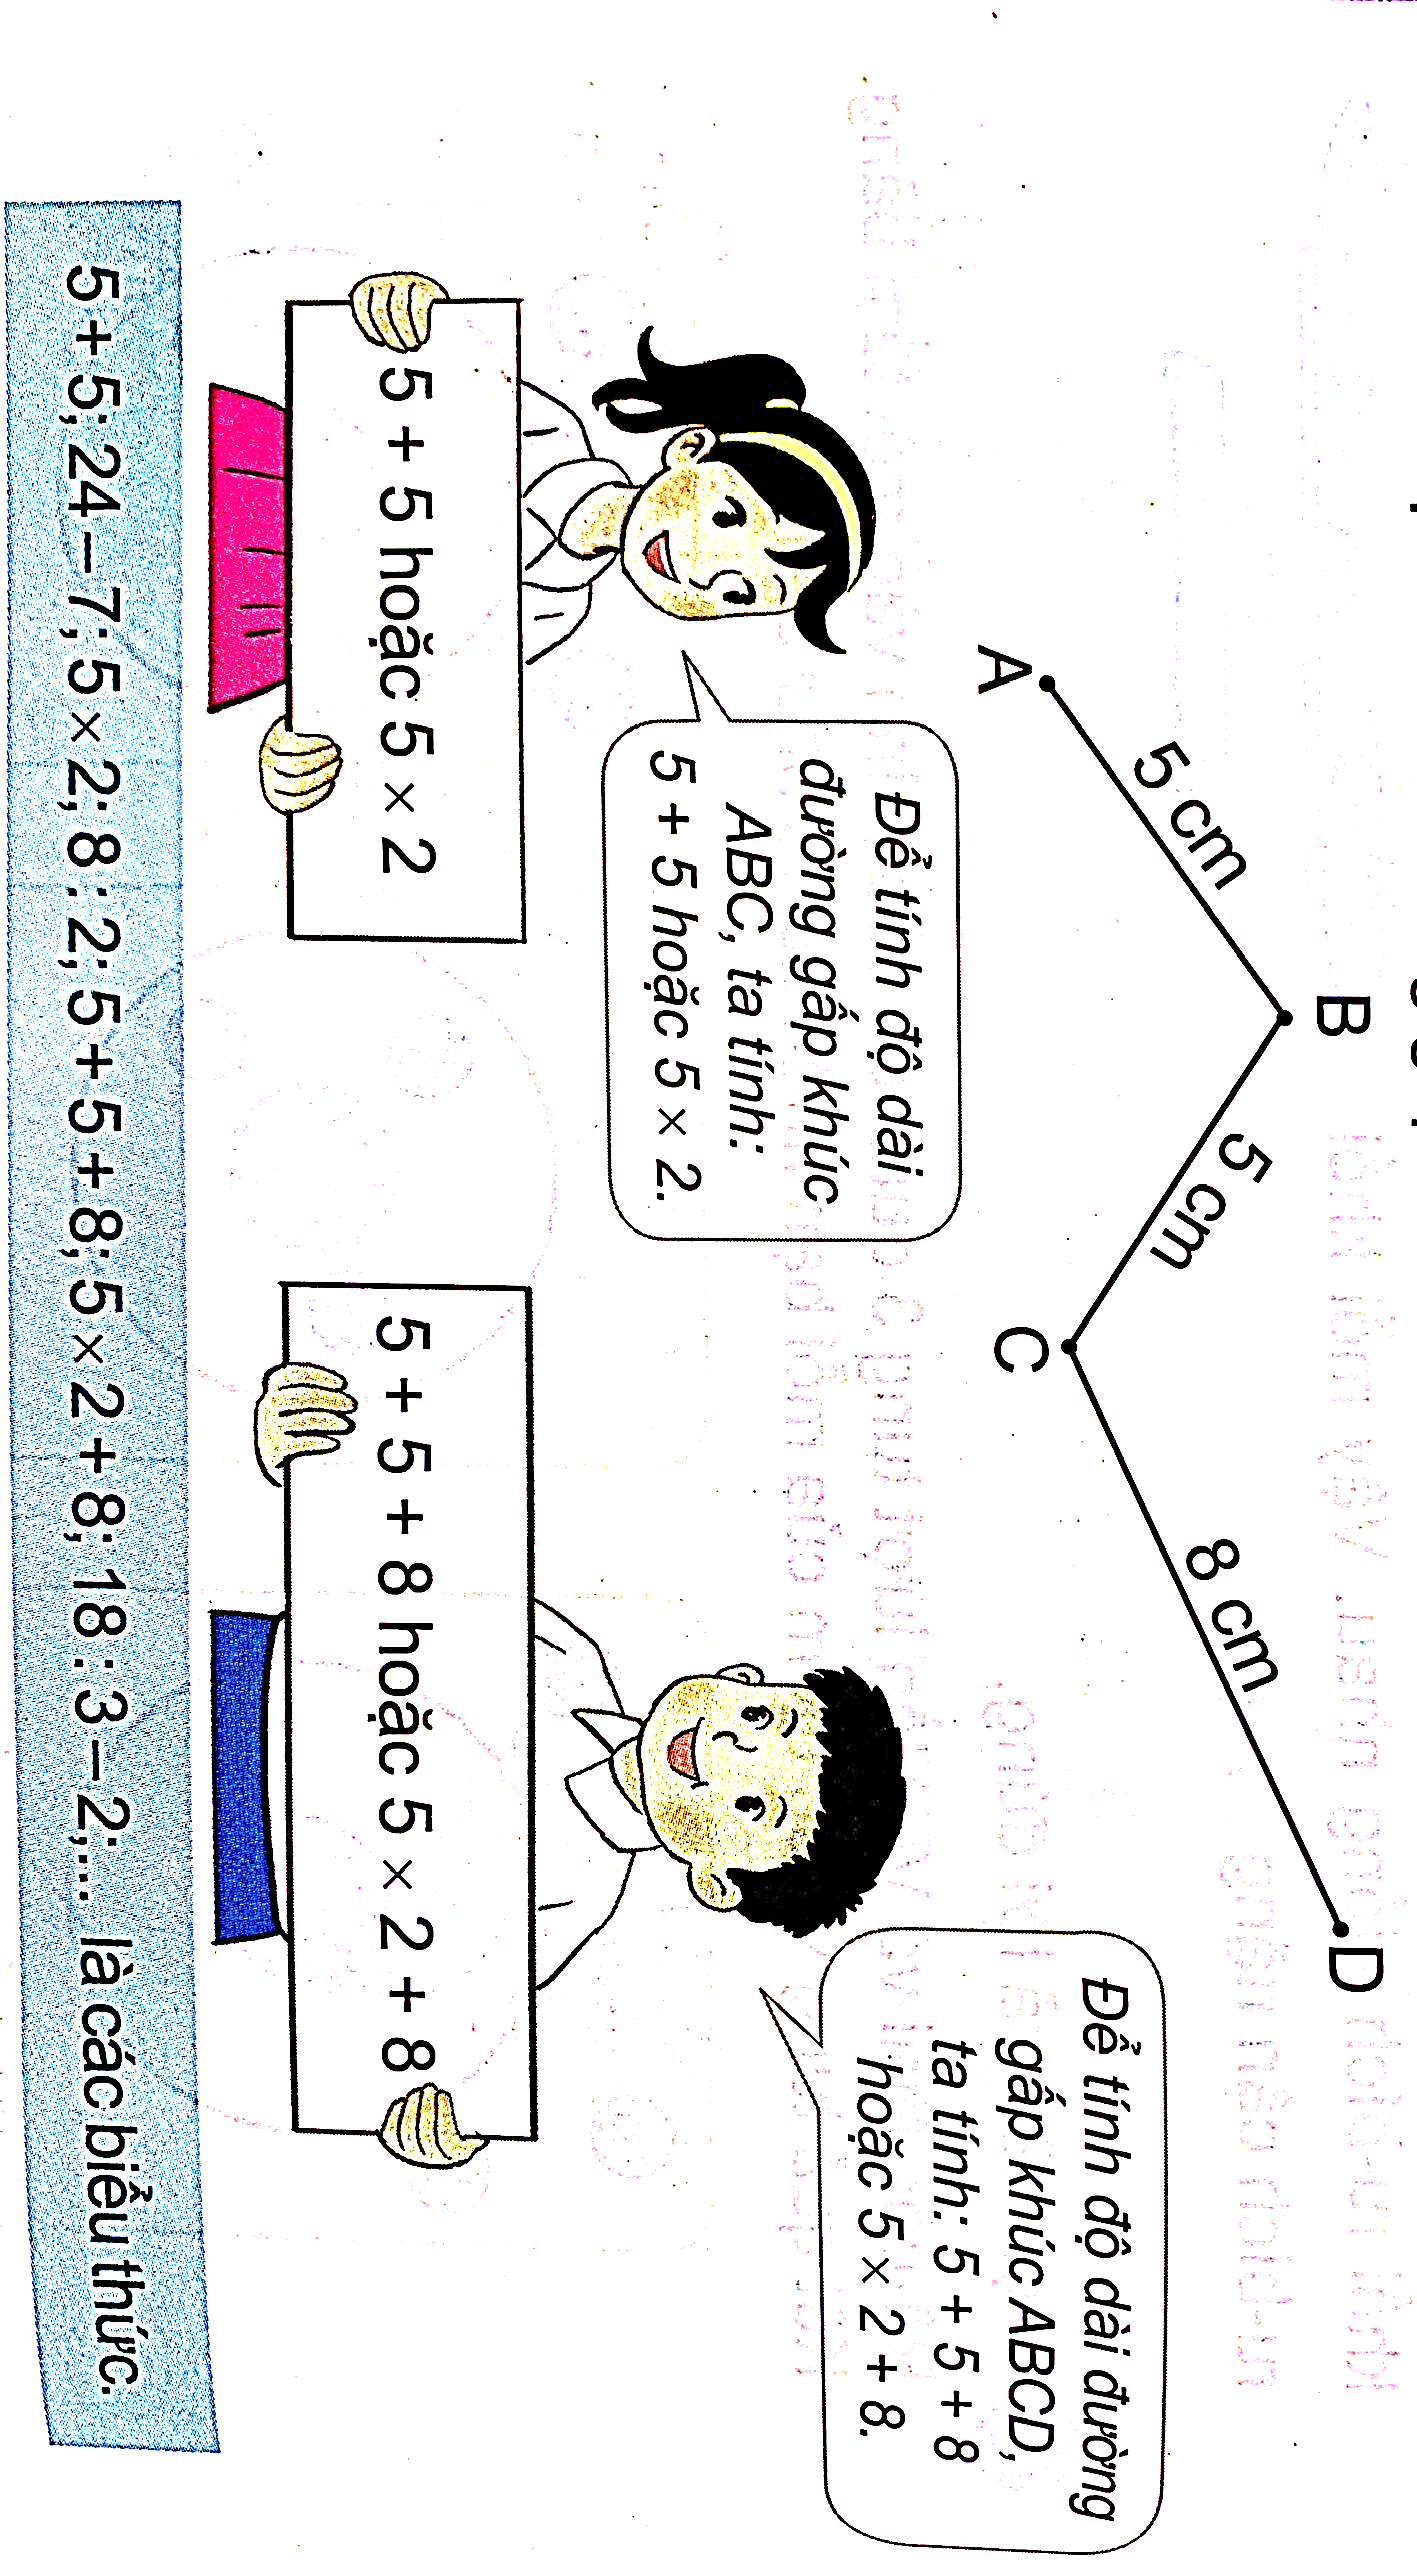 B
D
5 cm
5 cm
8 cm
A
C
Để tính độ dài
đường gấp khúc
ABC, ta tính:
5 + 5 hoặc 5 × 2.
Để tính độ dài đường
gấp khúc ABCD,
ta tính: 5 + 5 + 8
hoặc 5 × 2 + 8.
5 + 5 hoặc 5 × 2
5 + 5 + 8 hoặc 5 × 2 + 8
5 + 5; 24 – 7; 5 × 2; 8 : 2; 5 + 5 + 8; 5 × 2 + 8; 18 : 3 – 2;... là các biểu thức.